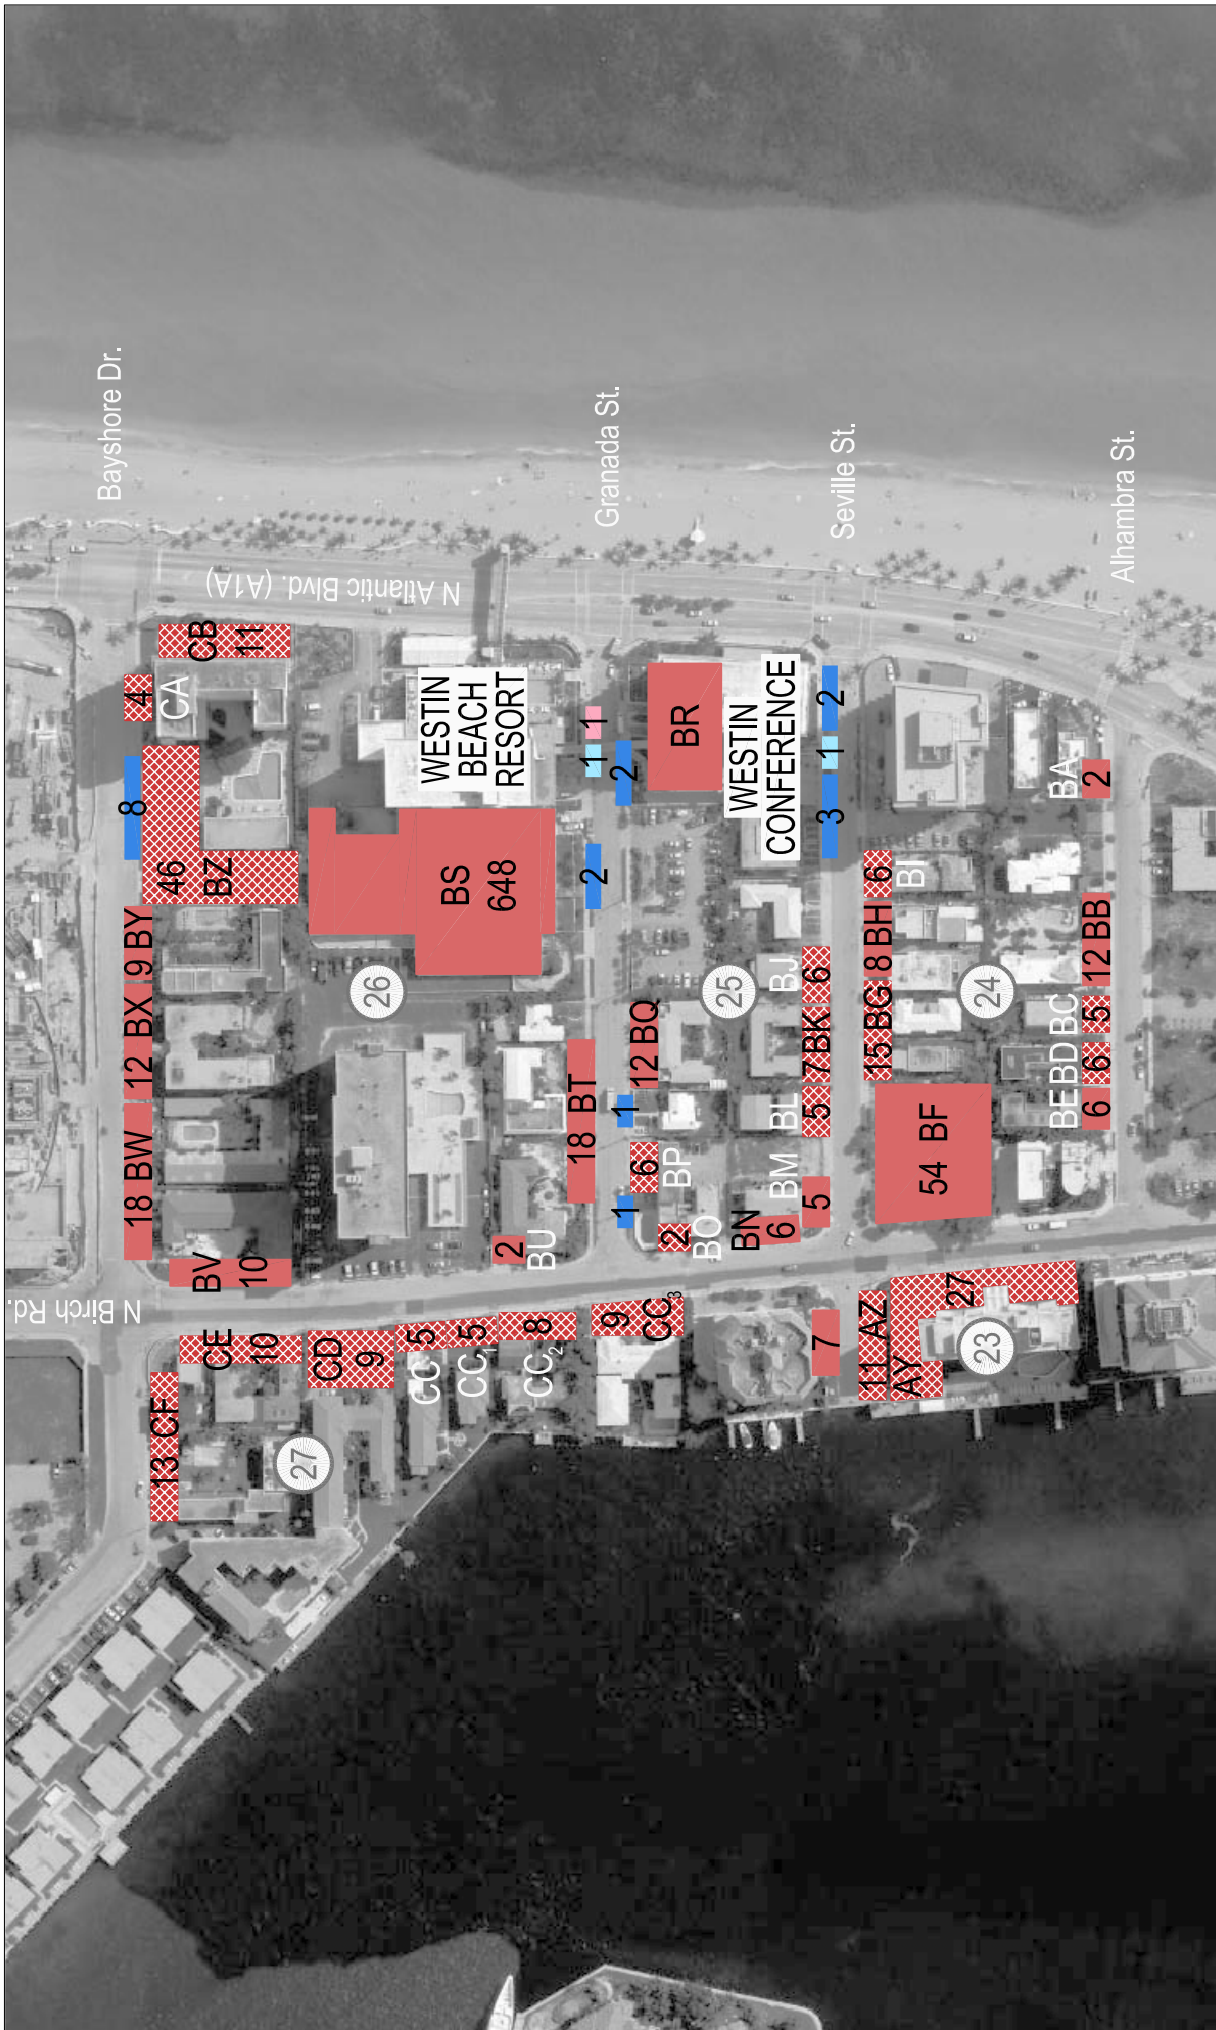 Bayshore Dr.
Granada St.
Seville St.
Alhambra St.
N Atlantic Blvd. (A1A)
N Birch Rd.
CB
11
4
CA
8
46
BZ
9 BY
12 BX
18 BW
BV
10
WESTIN
BEACH
RESORT
BS
648
26
1
1
2
2
18 BT
2
BU
BR
WESTIN
CONFERENCE
2
1
3
25
12 BQ
1
6
BP
1
2
BO
BN
6
BJ
6
7 BK
BL
5
BM
5
6
BI
8 BH
15 BG
54 BF
24
BA
2
12 BB
BC
5
BD
6
BE
6
CE
10
CD
9
CC
5
CC1
5
CC2
8
9
CC3
13 CF
27
7
11 AZ
AY
27
23